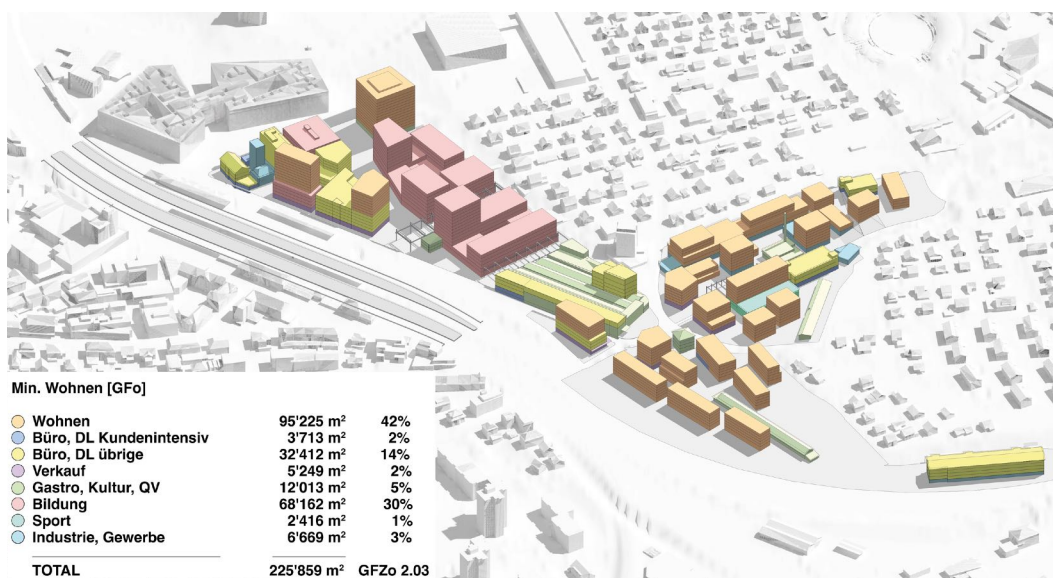 Min. Wohnen [GFo]
Wohnen 95'225 m² 42%
Büro, DL Kundenintensiv 3'713 m² 2%
Büro, DL übrige 32'412 m² 14%
Verkauf 5'249 m² 2%
Gastro, Kultur, QV 12'013 m² 5%
Bildung 68'162 m² 30%
Sport 2'416 m² 1%
Industrie, Gewerbe 6'669 m² 3%
TOTAL 225'859 m² GFZo 2.03